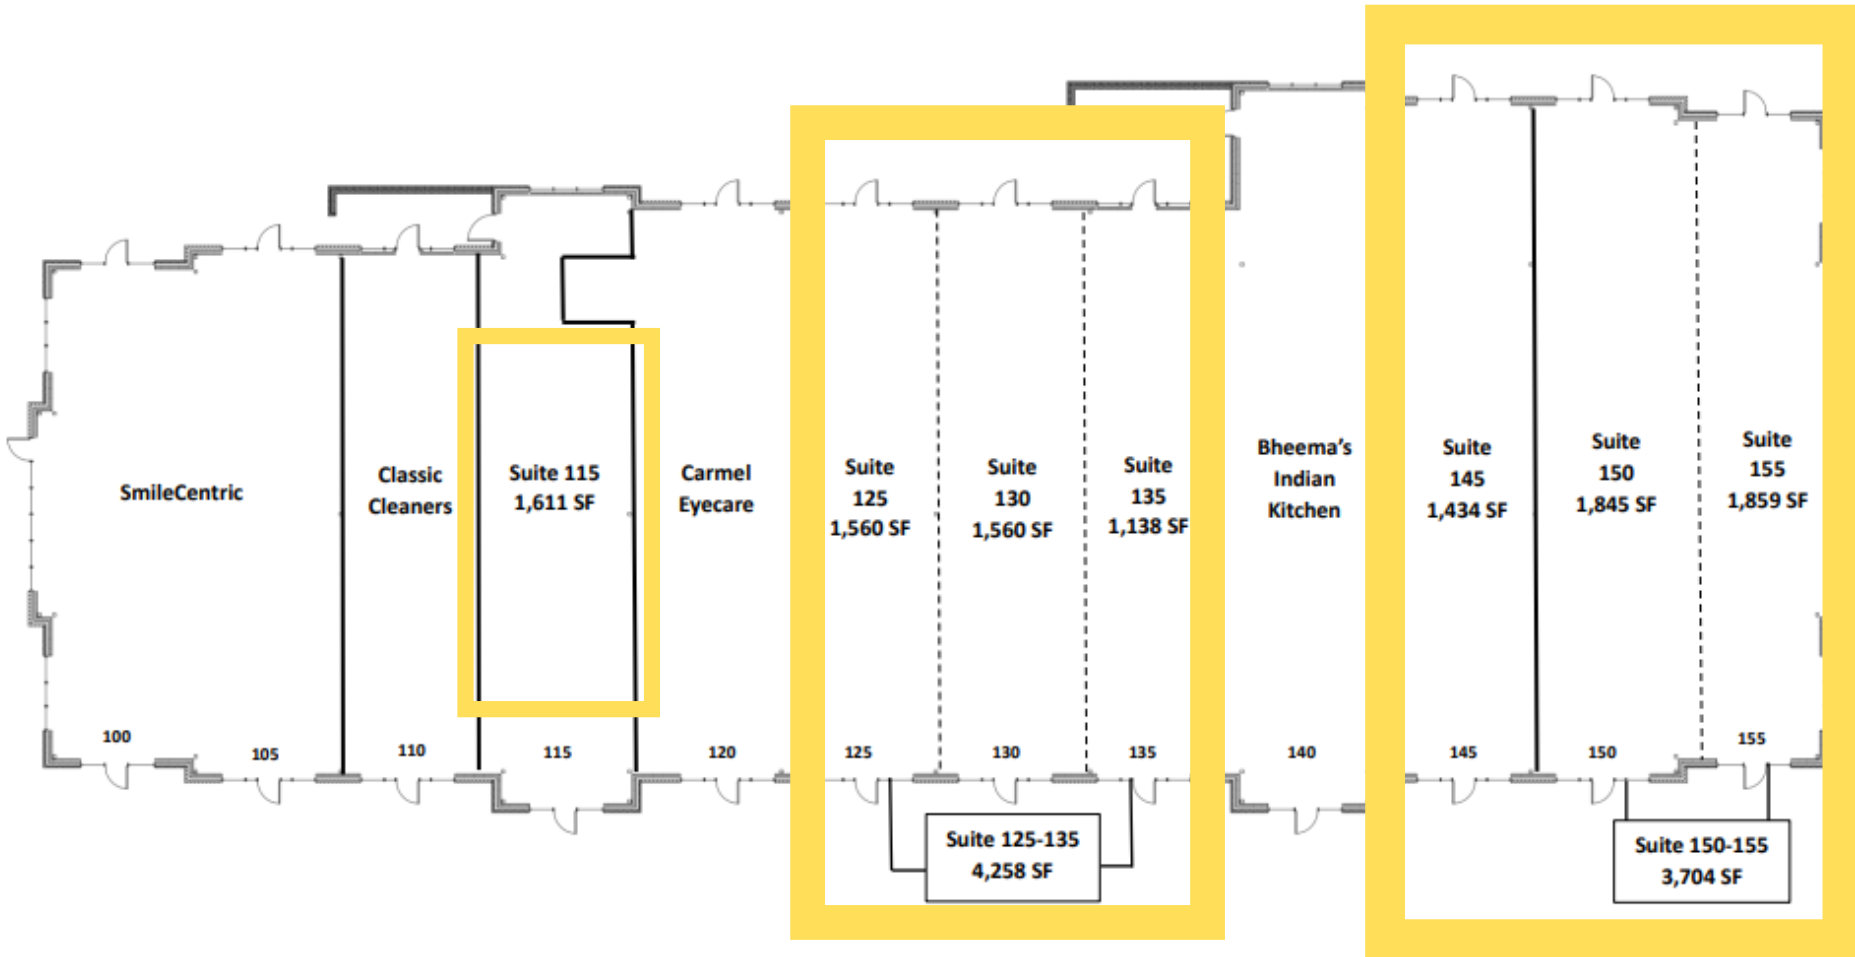 SmileCentric
Classic
Cleaners
Suite 115
1,611 SF
Carmel
Eyecare
Suite
125
1,560 SF
Suite
130
1,560 SF
Suite
135
1,138 SF
Bheema's
Indian
Kitchen
Suite
145
1,434 SF
Suite
150
1,845 SF
Suite
155
1,859 SF
100
105
110
115
120
125
130
135
140
145
150
155
Suite 125-135
4,258 SF
Suite 150-155
3,704 SF